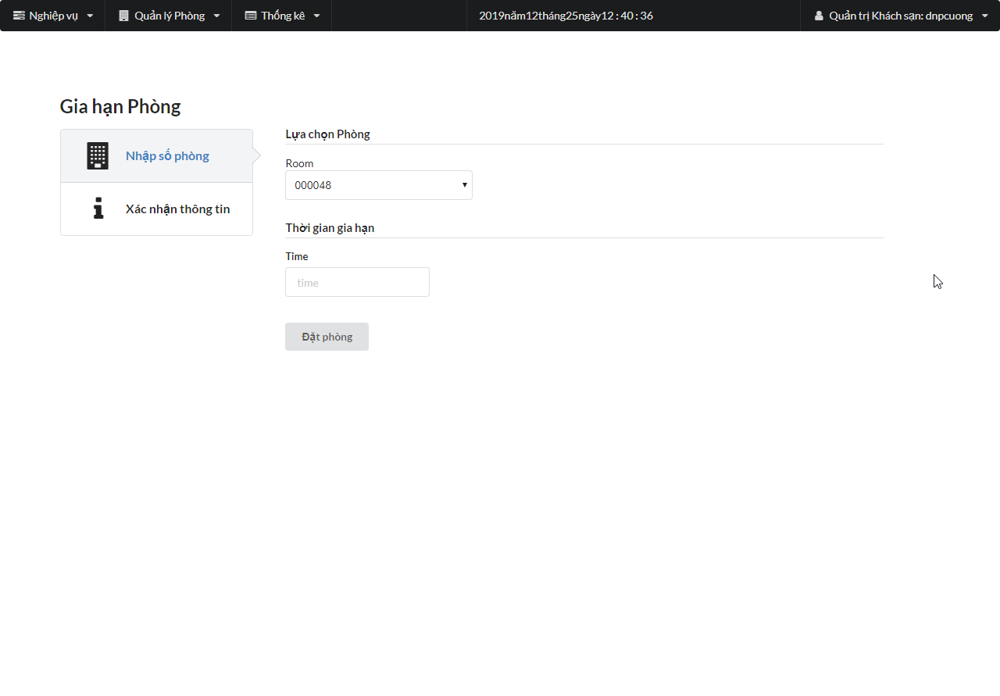 Nghiệp vụ Quản lý Phòng Thống kê 2019năm12tháng25ngày12 : 40 : 36 Quản trị Khách sạn: dnpcuong
Gia hạn Phòng
Nhập số phòng
Xác nhận thông tin
Lựa chọn Phòng
Room
000048
Thời gian gia hạn
Time
time
Đặt phòng